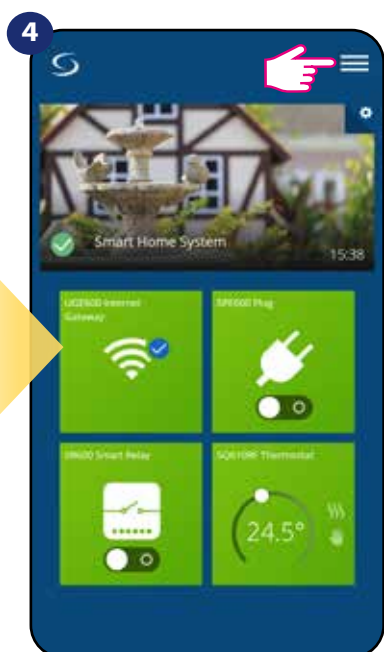 4
Smart Home System
15:38
UGE600 Internet
Gateway
SPE600 Plug
SR600 Smart Relay
SQ610RF Thermostat
24.5°